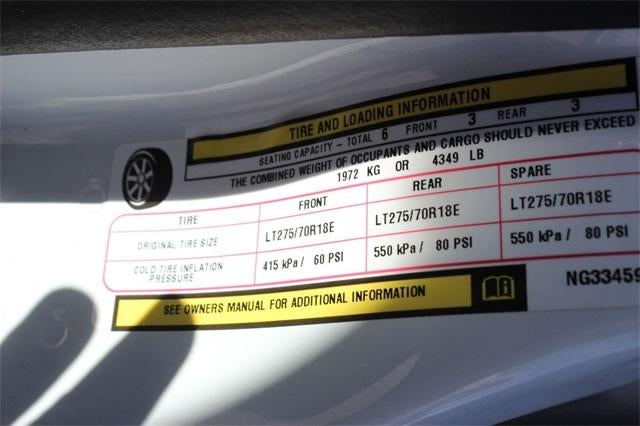 TIRE AND LOADING INFORMATION
SEATING CAPACITY - TOTAL 6 FRONT 3 REAR 3
THE COMBINED WEIGHT OF OCCUPANTS AND CARGO SHOULD NEVER EXCEED
1972 KG OR 4349 LB
TIRE FRONT REAR SPARE
ORIGINAL TIRE SIZE LT275/70R18E LT275/70R18E LT275/70R18E
COLD TIRE INFLATION PRESSURE 415 kPa / 60 PSI 550 kPa / 80 PSI 550 kPa / 80 PSI
SEE OWNERS MANUAL FOR ADDITIONAL INFORMATION
NG33459